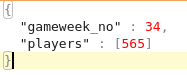 {
"gameweek_no" : 34,
"players" : [565]
}